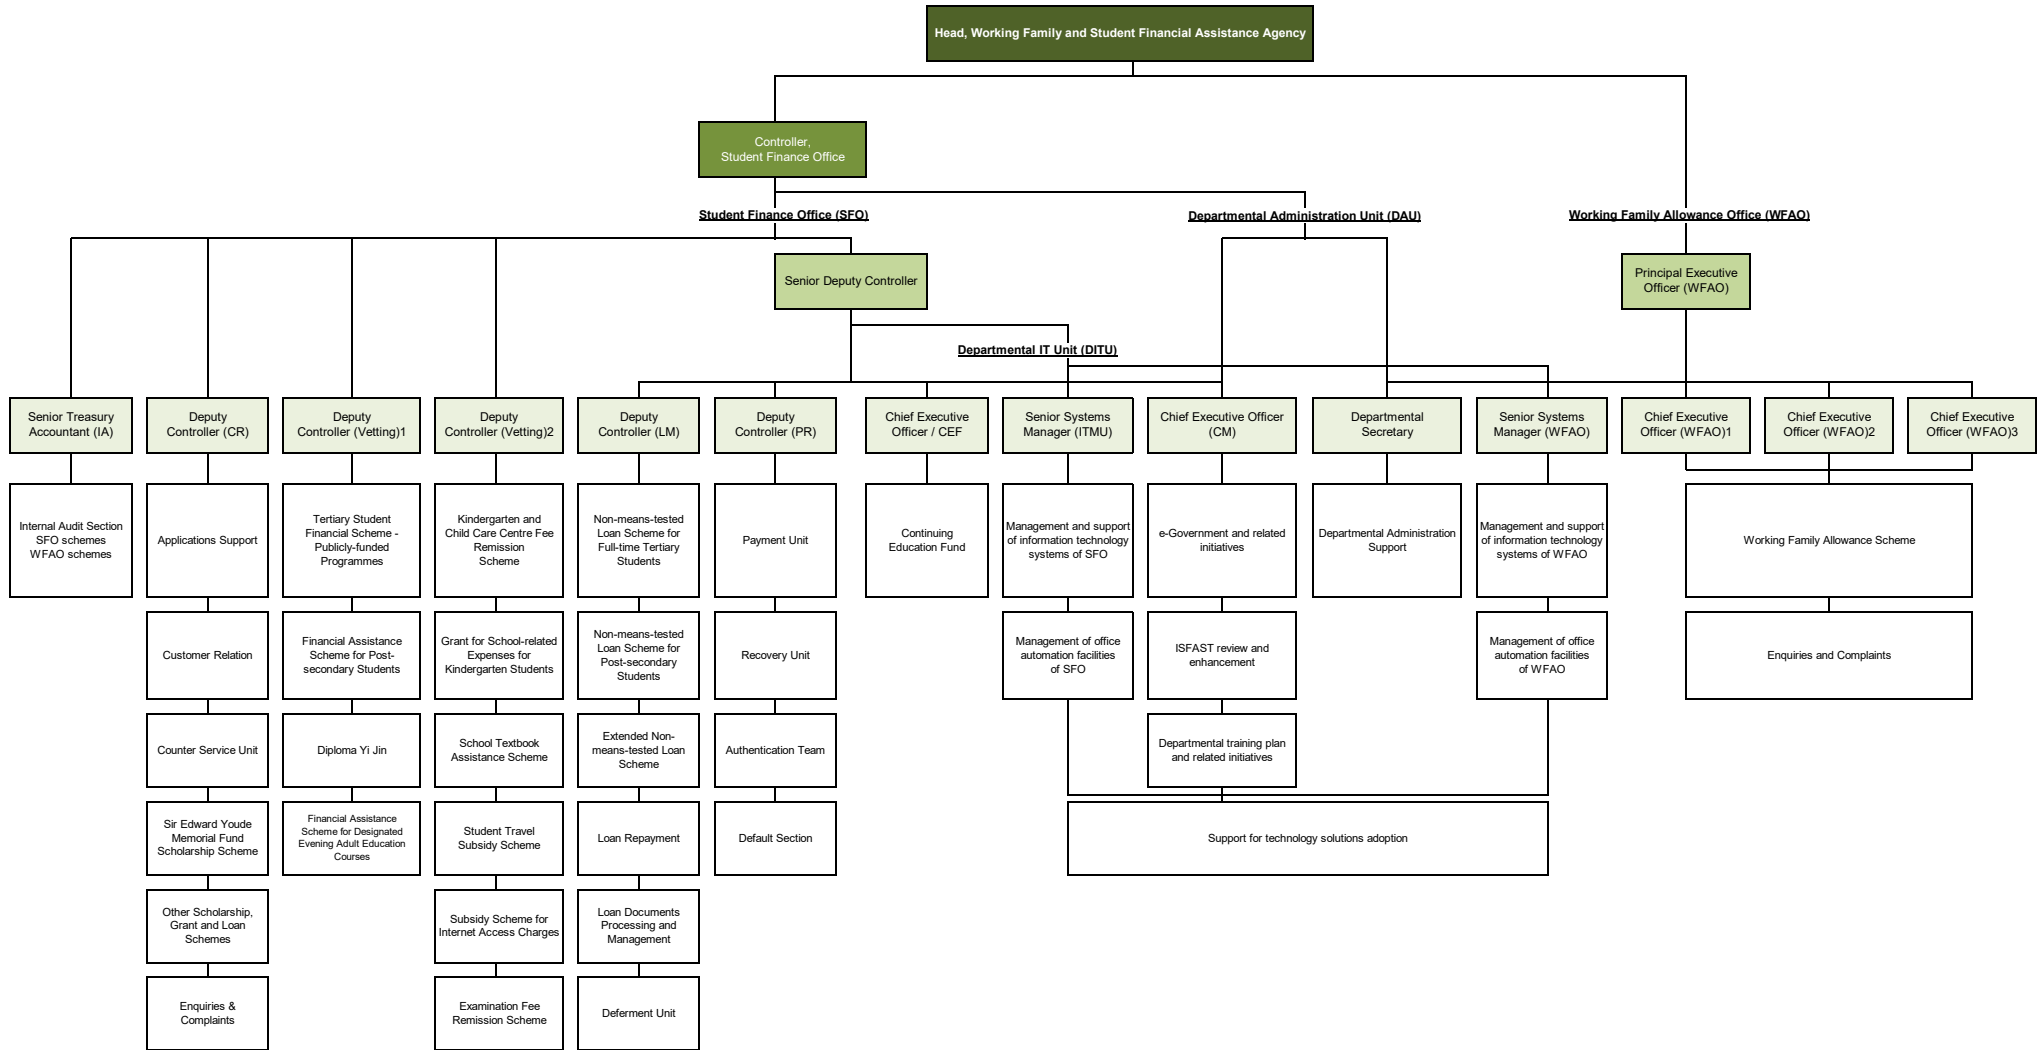 Head, Working Family and Student Financial Assistance Agency
Controller,
Student Finance Office
Student Finance Office (SFO)
Departmental Administration Unit (DAU)
Working Family Allowance Office (WFAO)
Senior Deputy Controller
Principal Executive
Officer (WFAO)
Departmental IT Unit (DITU)
Senior Treasury
Accountant (IA)
Deputy
Controller (CR)
Deputy
Controller (Vetting)1
Deputy
Controller (Vetting)2
Deputy
Controller (LM)
Deputy
Controller (PR)
Chief Executive
Officer / CEF
Senior Systems
Manager (ITMU)
Chief Executive Officer
(CM)
Departmental
Secretary
Senior Systems
Manager (WFAO)
Chief Executive
Officer (WFAO)1
Chief Executive
Officer (WFAO)2
Chief Executive
Officer (WFAO)3
Internal Audit Section
SFO schemes
WFAO schemes
Applications Support
Tertiary Student
Financial Scheme -
Publicly-funded
Programmes
Kindergarten and
Child Care Centre Fee
Remission
Scheme
Non-means-tested
Loan Scheme for
Full-time Tertiary
Students
Payment Unit
Continuing
Education Fund
Management and support
of information technology
systems of SFO
e-Government and related
initiatives
Departmental Administration
Support
Management and support
of information technology
systems of WFAO
Working Family Allowance Scheme
Customer Relation
Financial Assistance
Scheme for Post-
secondary Students
Grant for School-related
Expenses for
Kindergarten Students
Non-means-tested
Loan Scheme for
Post-secondary
Students
Recovery Unit
Management of office
automation facilities
of SFO
ISFAST review and
enhancement
Management of office
automation facilities
of WFAO
Enquiries and Complaints
Counter Service Unit
Diploma Yi Jin
School Textbook
Assistance Scheme
Extended Non-
means-tested Loan
Scheme
Authentication Team
Departmental training plan
and related initiatives
Sir Edward Youde
Memorial Fund
Scholarship Scheme
Financial Assistance
Scheme for Designated
Evening Adult Education
Courses
Student Travel
Subsidy Scheme
Loan Repayment
Default Section
Support for technology solutions adoption
Other Scholarship,
Grant and Loan
Schemes
Subsidy Scheme for
Internet Access Charges
Loan Documents
Processing and
Management
Enquiries &
Complaints
Examination Fee
Remission Scheme
Deferment Unit